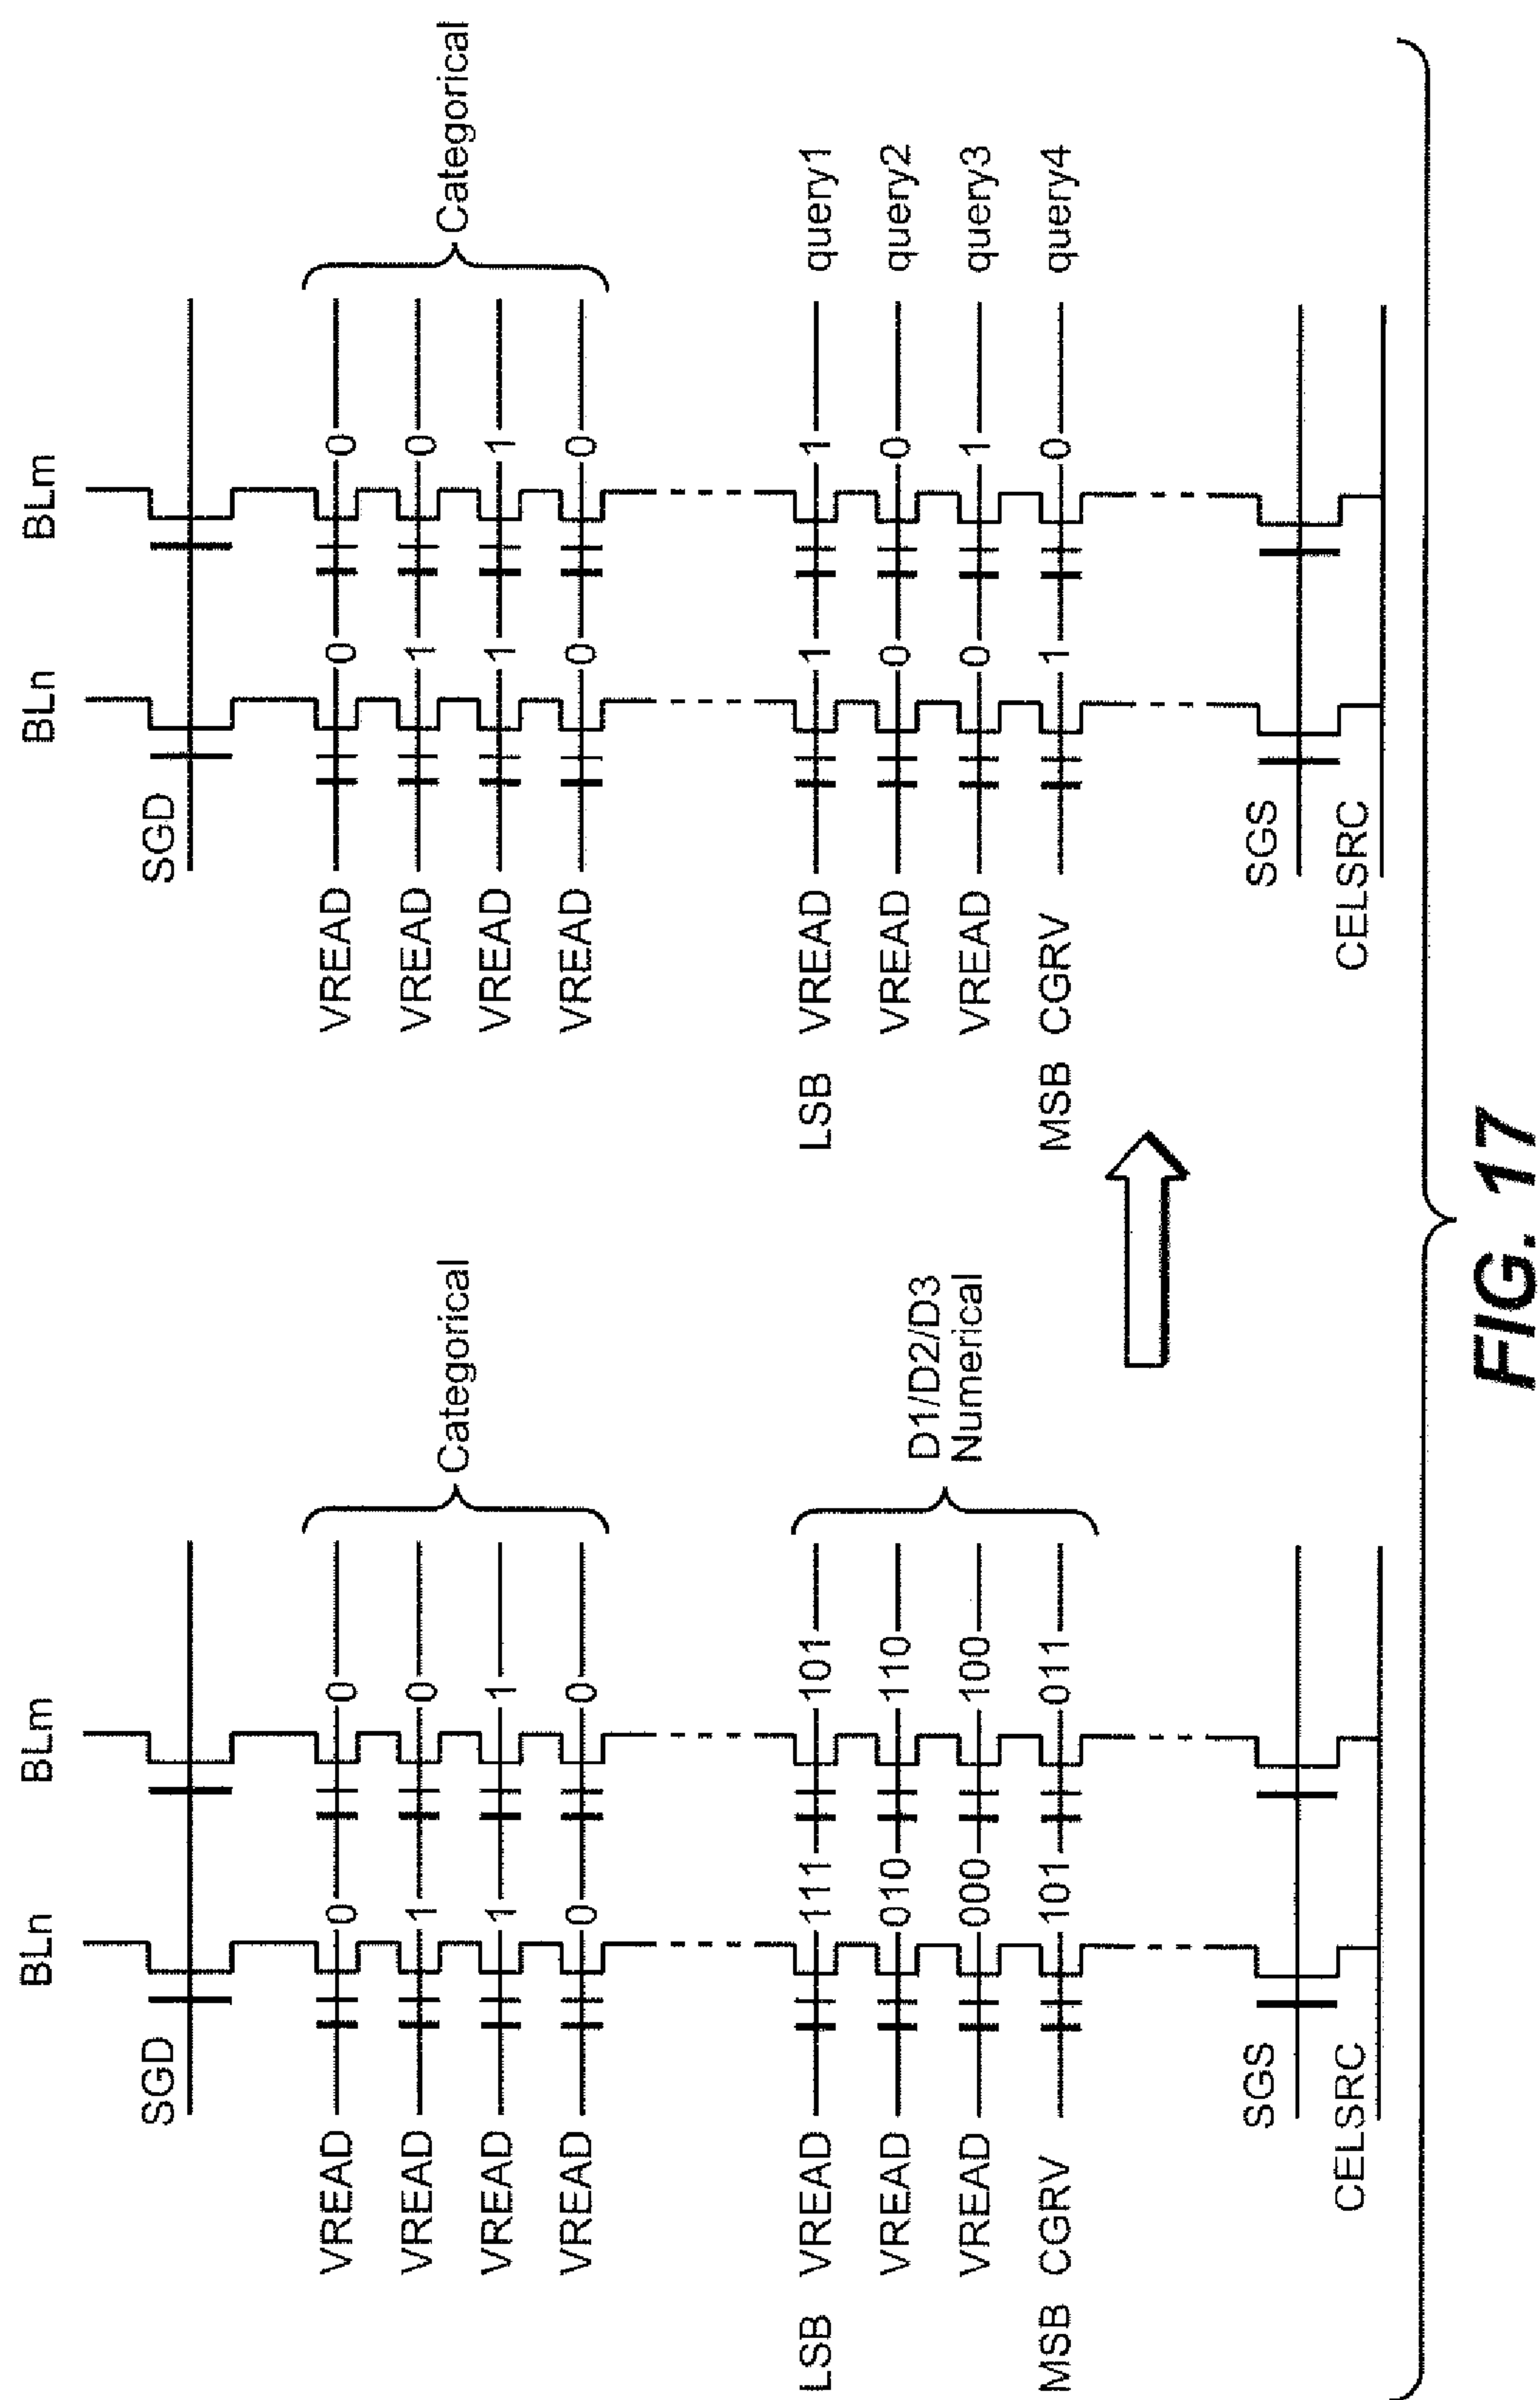 BLn BLm
SGD
VREAD 0 0
VREAD 1 0
VREAD 1 1
VREAD 0 0
Categorical
LSB VREAD 111 101
VREAD 010 110
VREAD 000 100
MSB CGRV 101 011
D1/D2/D3
Numerical
SGS
CELSRC
BLn BLm
SGD
VREAD 0 0
VREAD 1 0
VREAD 1 1
VREAD 0 0
Categorical
LSB VREAD 1 1 query1
VREAD 0 0 query2
VREAD 0 1 query3
MSB CGRV 1 0 query4
SGS
CELSRC
FIG. 17